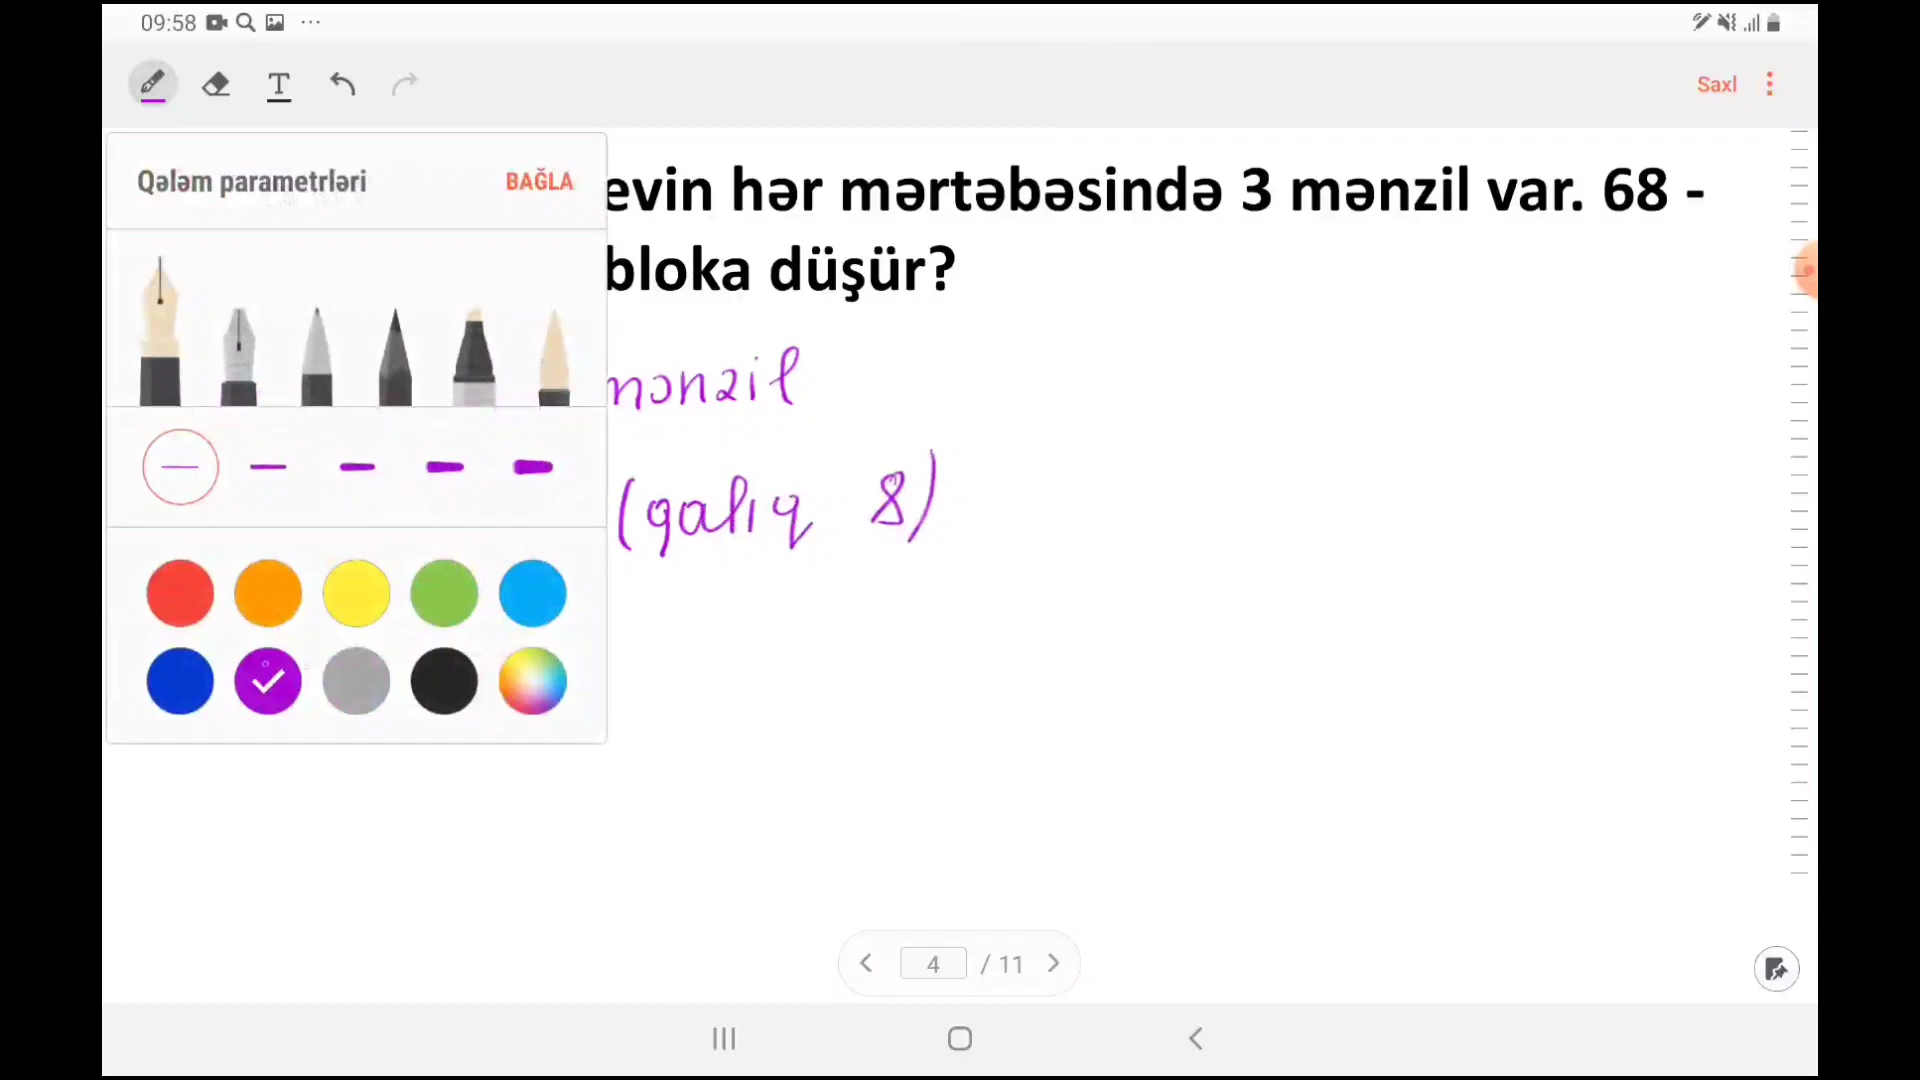 09:58
Saxl
Qələm parametrləri BAĞLA
evin hər mərtəbəsində 3 mənzil var. 68 -
bloka düşür?
mənzil
(qalıq 8)
4 / 11